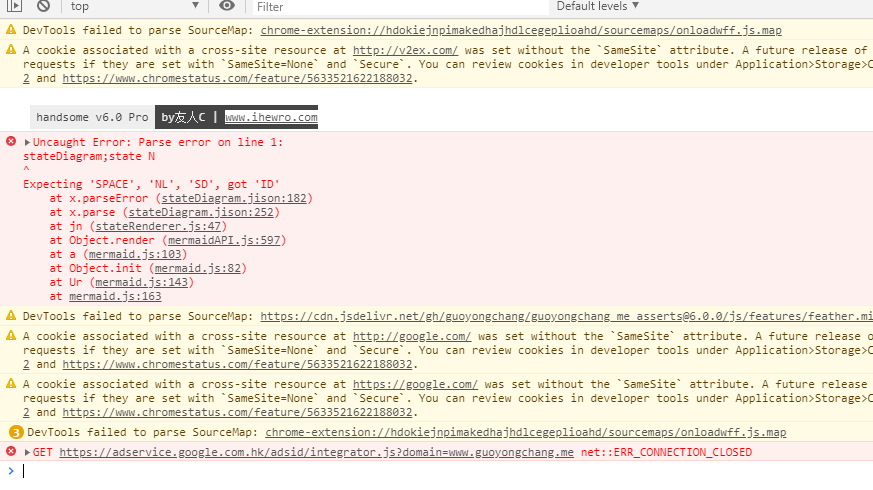 top
Filter
Default levels
DevTools failed to parse SourceMap: chrome-extension://hdokiejnpimakedhajhdlcegeplioahd/sourcemaps/onloadwff.js.map
A cookie associated with a cross-site resource at http://v2ex.com/ was set without the `SameSite` attribute. A future release of
requests if they are set with `SameSite=None` and `Secure`. You can review cookies in developer tools under Application>Storage>C
2 and https://www.chromestatus.com/feature/5633521622188032.
handsome v6.0 Pro by友人C | www.ihewro.com
Uncaught Error: Parse error on line 1:
stateDiagram;state N
^
Expecting 'SPACE', 'NL', 'SD', got 'ID'
at x.parseError (stateDiagram.jison:182)
at x.parse (stateDiagram.jison:252)
at jn (stateRenderer.js:47)
at Object.render (mermaidAPI.js:597)
at a (mermaid.js:103)
at Object.init (mermaid.js:82)
at Ur (mermaid.js:143)
at mermaid.js:163
DevTools failed to parse SourceMap: https://cdn.jsdelivr.net/gh/guoyongchang/guoyongchang_me_asserts@6.0.0/js/features/feather.mi
A cookie associated with a cross-site resource at http://google.com/ was set without the `SameSite` attribute. A future release o
requests if they are set with `SameSite=None` and `Secure`. You can review cookies in developer tools under Application>Storage>C
2 and https://www.chromestatus.com/feature/5633521622188032.
A cookie associated with a cross-site resource at https://google.com/ was set without the `SameSite` attribute. A future release
requests if they are set with `SameSite=None` and `Secure`. You can review cookies in developer tools under Application>Storage>C
2 and https://www.chromestatus.com/feature/5633521622188032.
3 DevTools failed to parse SourceMap: chrome-extension://hdokiejnpimakedhajhdlcegeplioahd/sourcemaps/onloadwff.js.map
GET https://adservice.google.com.hk/adsid/integrator.js?domain=www.guoyongchang.me net::ERR_CONNECTION_CLOSED